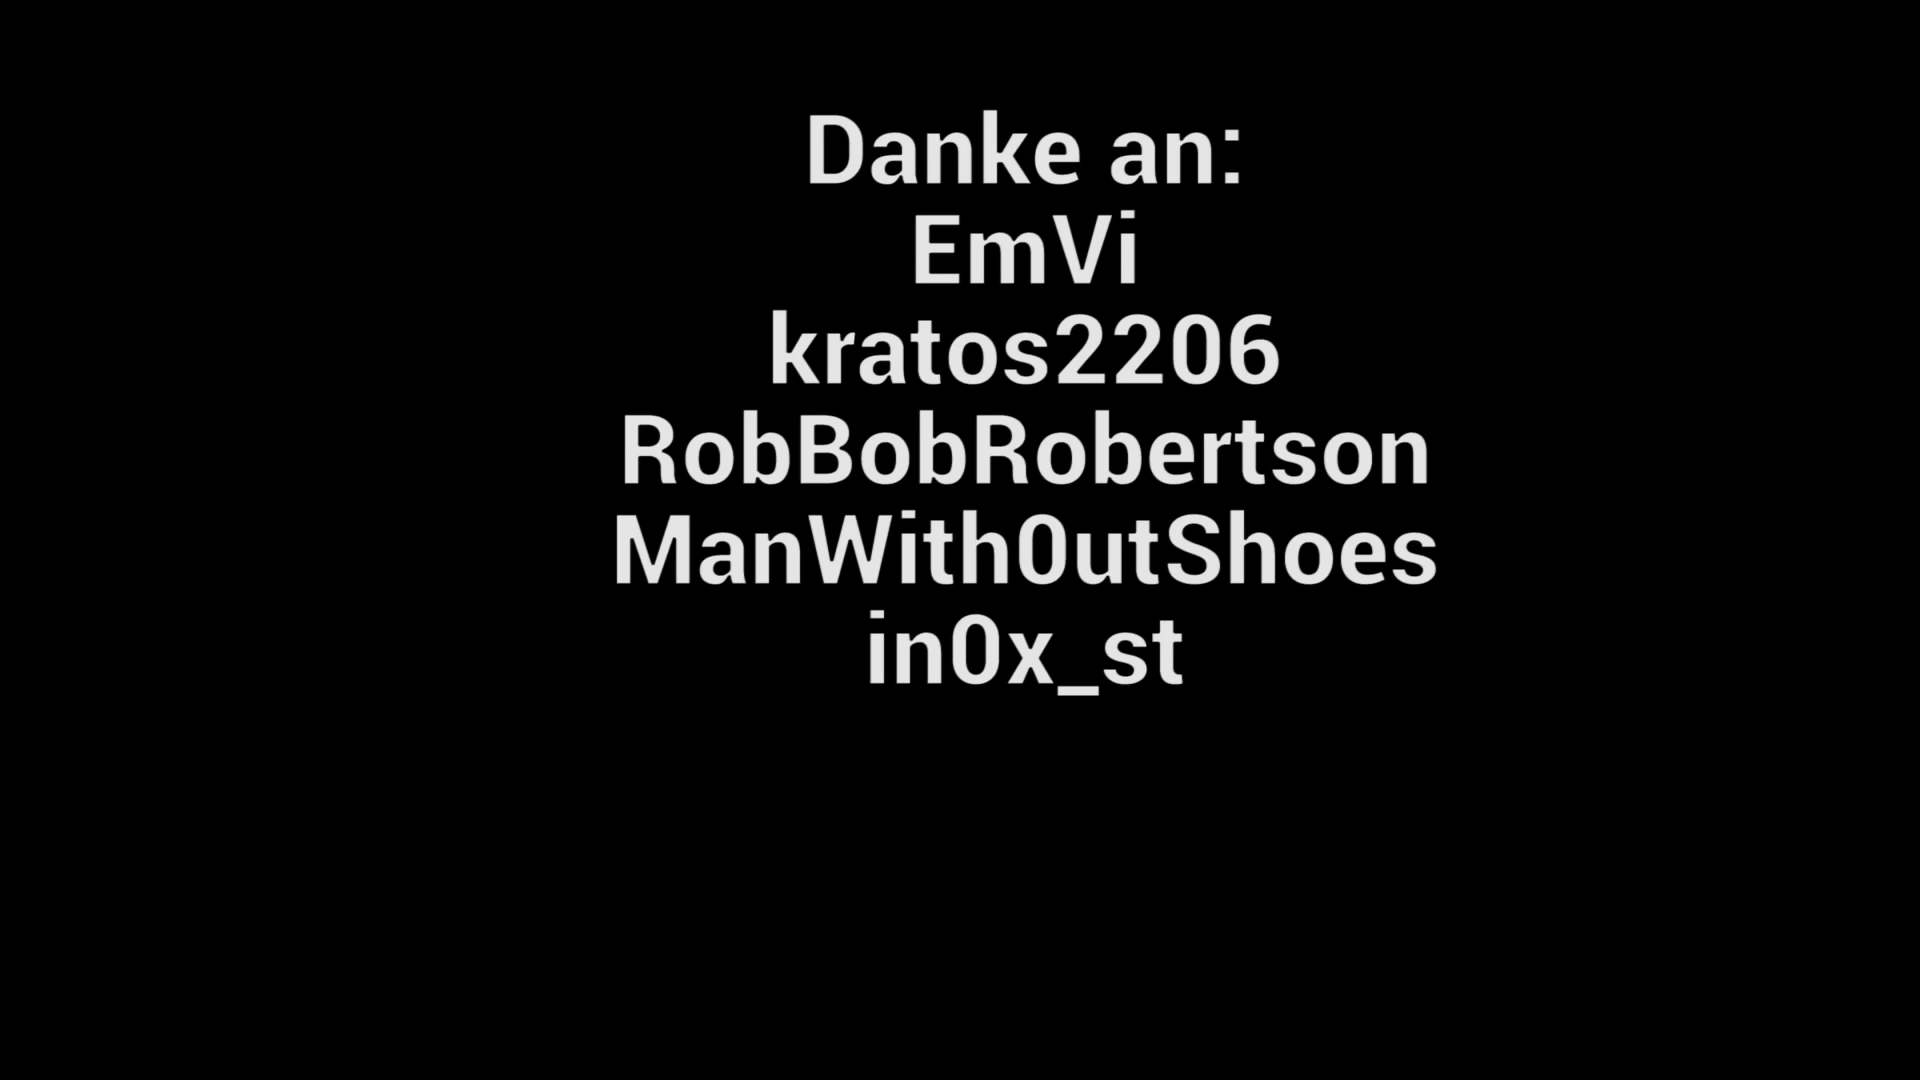 Danke an:
EmVi
kratos2206
RobBobRobertson
ManWith0utShoes
in0x_st